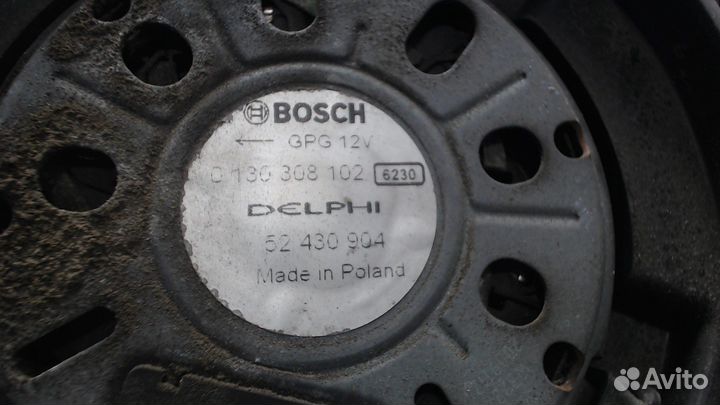 BOSCH
← GPG 12V
0 130 308 102 6230
DELPHI
52 430 904
Made in Poland
Avito